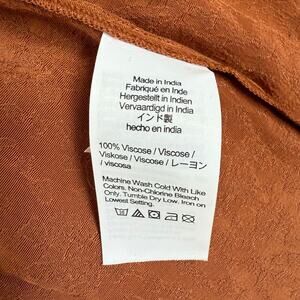 Made in India
Fabriqué en Inde
Hergestellt in Indien
Vervaardigd in India
インド製
hecho en india
100% Viscose / Viscose /
Viskose / Viscose / レーヨン
/ viscosa
Machine Wash Cold With Like
Colors, Non-Chlorine Bleach
Only. Tumble Dry Low. Iron on
Lowest Setting.